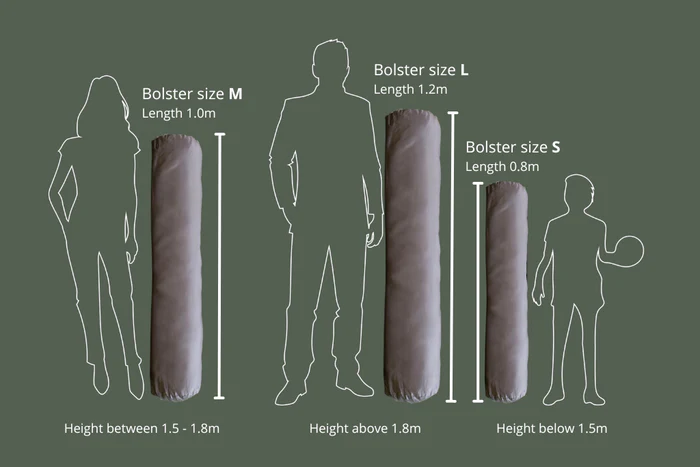 Bolster size M
Length 1.0m
Height between 1.5 - 1.8m
Bolster size L
Length 1.2m
Height above 1.8m
Bolster size S
Length 0.8m
Height below 1.5m